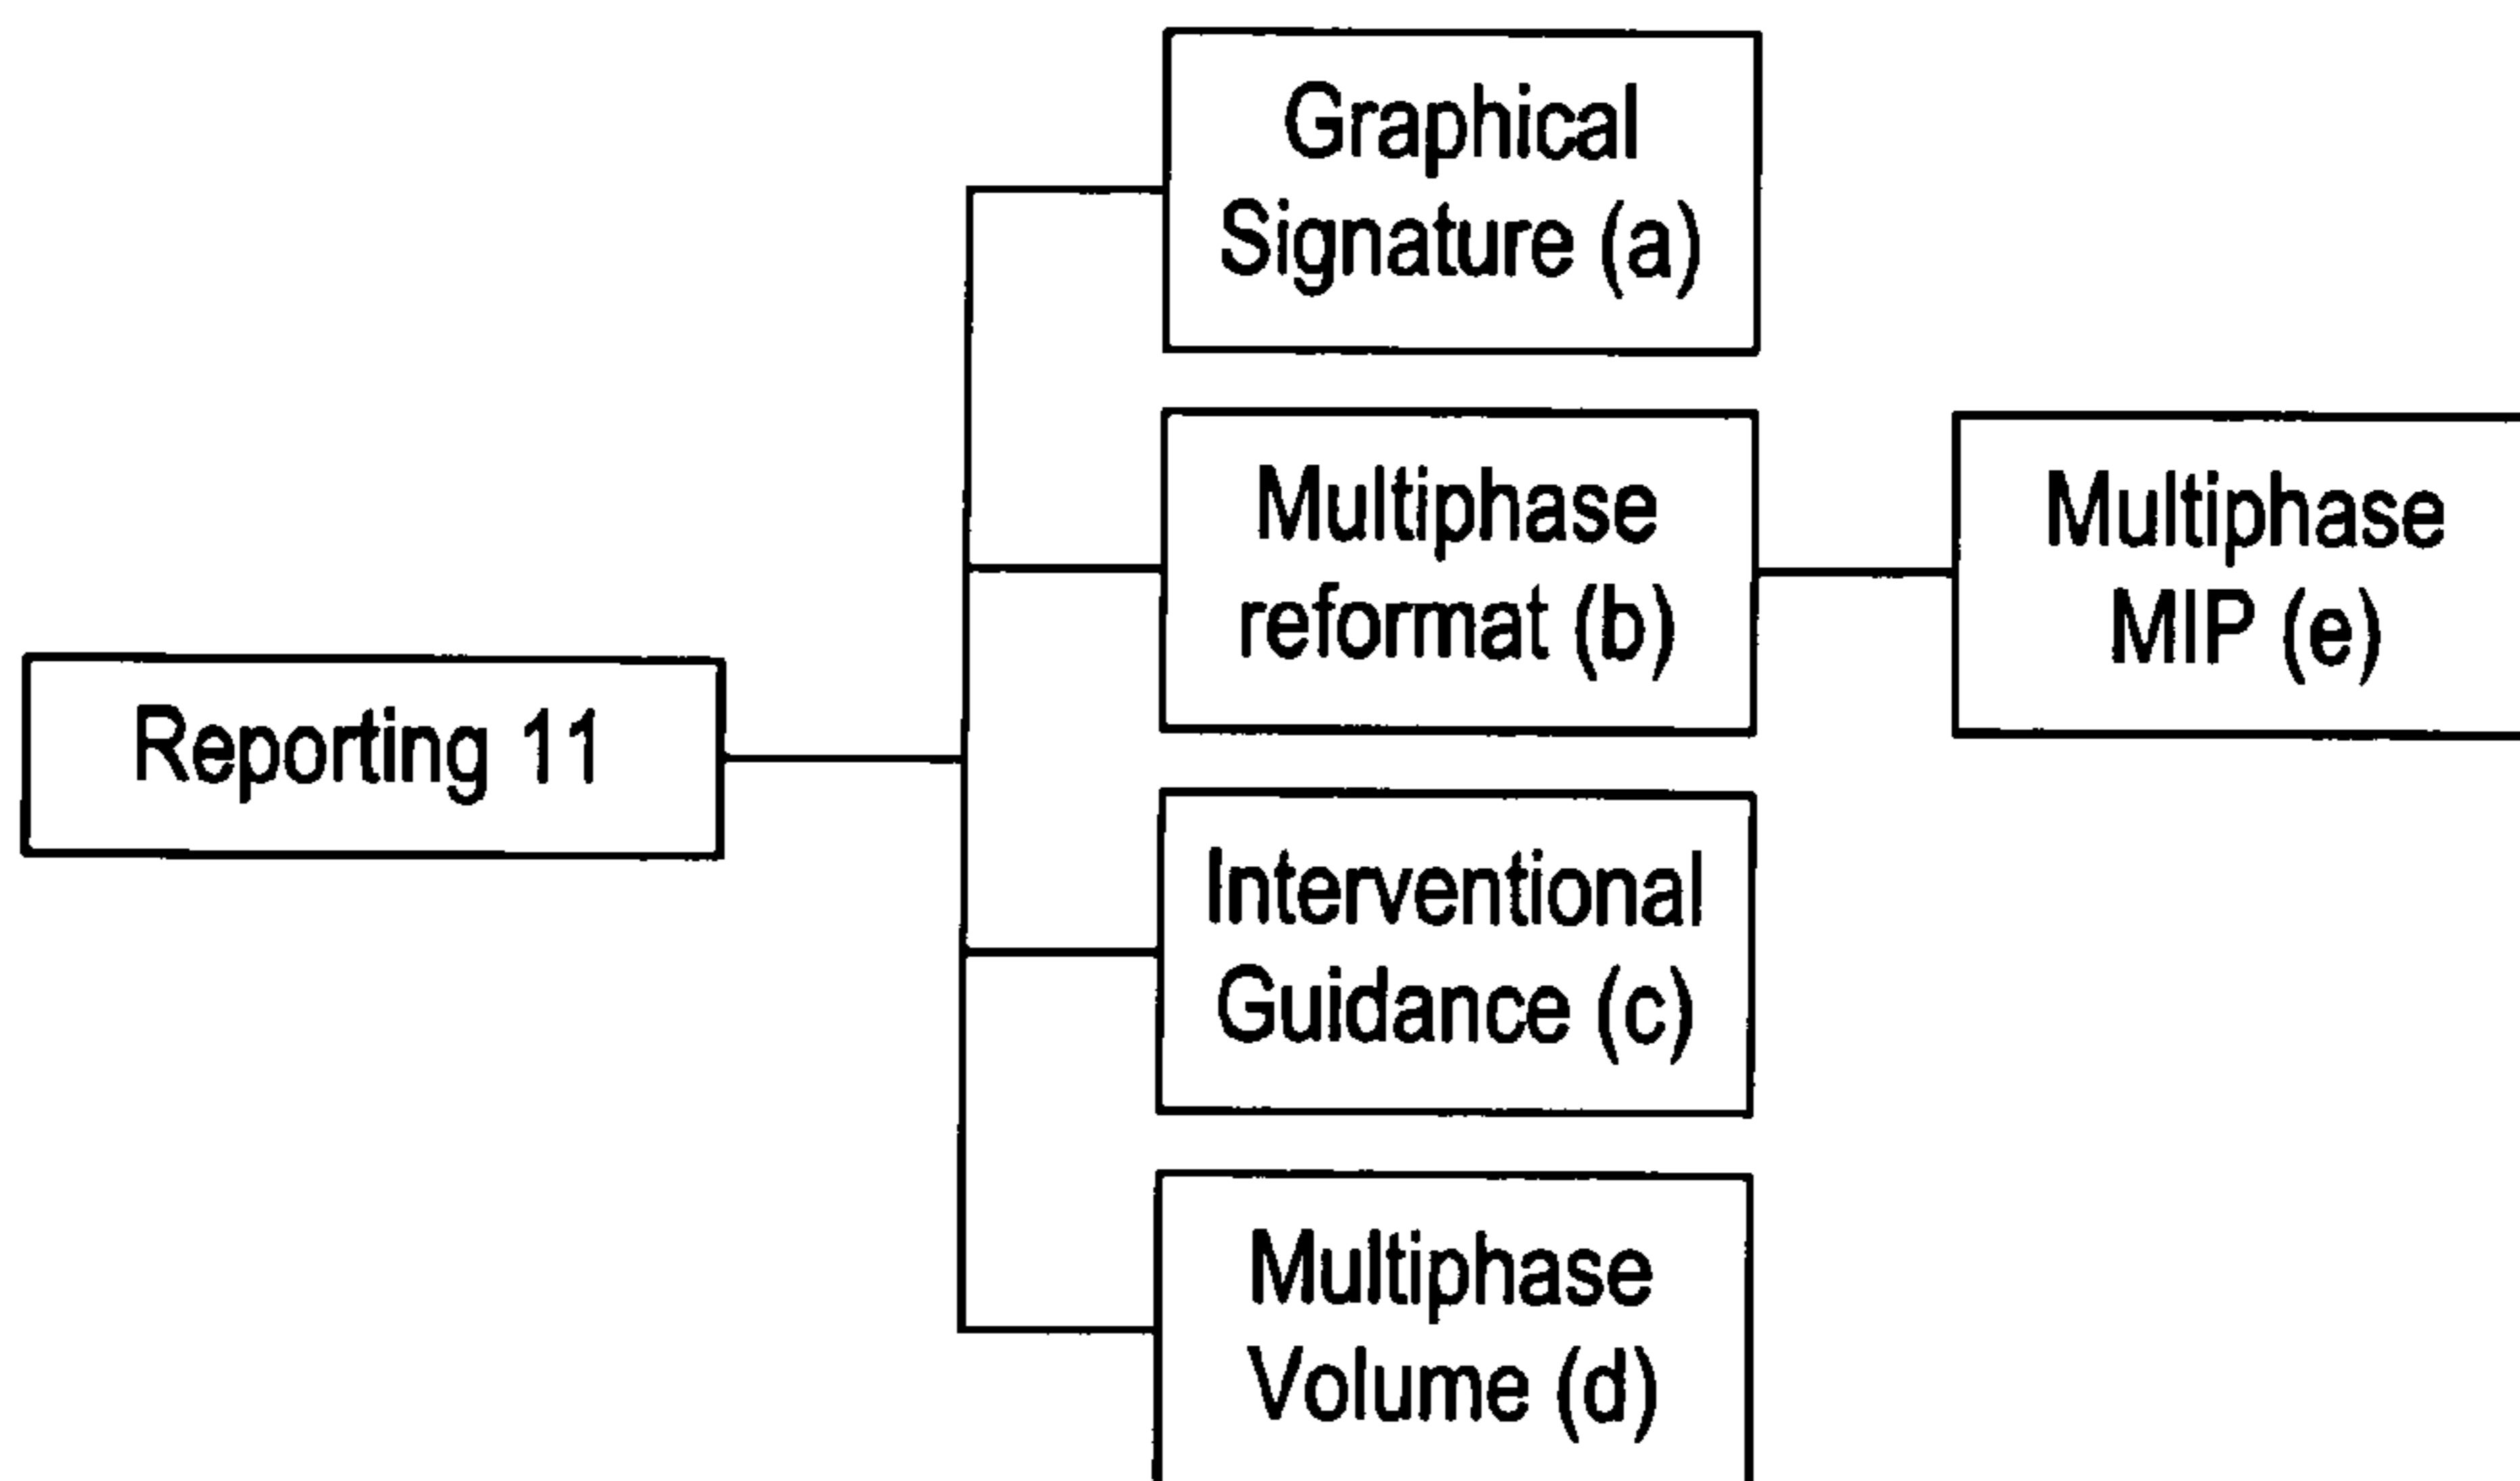 Graphical
Signature (a)
Multiphase
reformat (b)
Multiphase
MIP (e)
Reporting 11
Interventional
Guidance (c)
Multiphase
Volume (d)